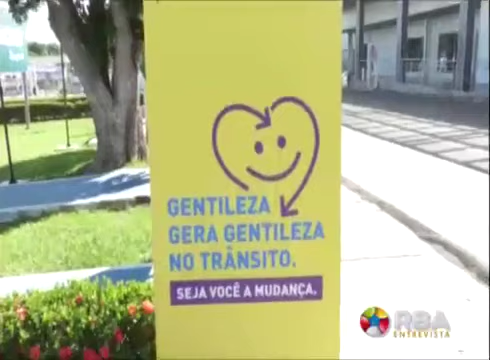 GENTILEZA
GERA GENTILEZA
NO TRÂNSITO.
SEJA VOCÊ A MUDANÇA.
RBA
ENTREVISTA